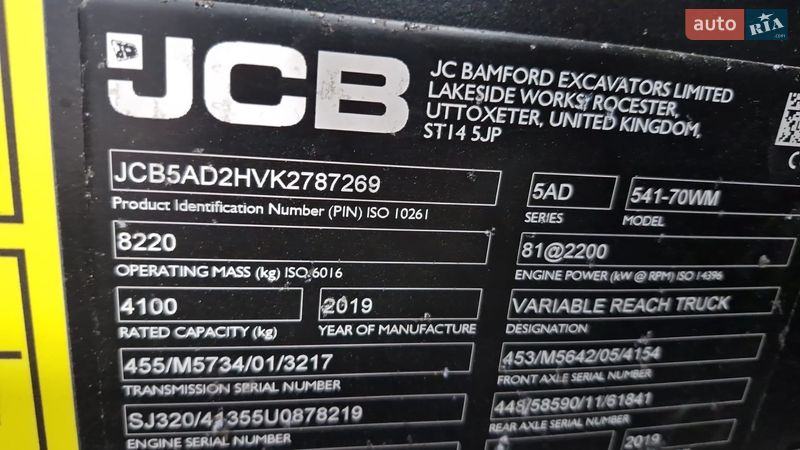 auto RIA.com
JCB
JC BAMFORD EXCAVATORS LIMITED
LAKESIDE WORKS, ROCESTER,
UTTOXETER, UNITED KINGDOM,
ST14 5JP
JCB5AD2HVK2787269
Product Identification Number (PIN) ISO 10261
5AD
SERIES
541-70WM
MODEL
8220
OPERATING MASS (kg) ISO 6016
81@2200
ENGINE POWER (kW @ RPM) ISO 14396
4100
RATED CAPACITY (kg)
2019
YEAR OF MANUFACTURE
VARIABLE REACH TRUCK
DESIGNATION
455/M5734/01/3217
TRANSMISSION SERIAL NUMBER
453/M5642/05/4154
FRONT AXLE SERIAL NUMBER
SJ320/41355U0878219
ENGINE SERIAL NUMBER
448/58590/11/61841
REAR AXLE SERIAL NUMBER
2019